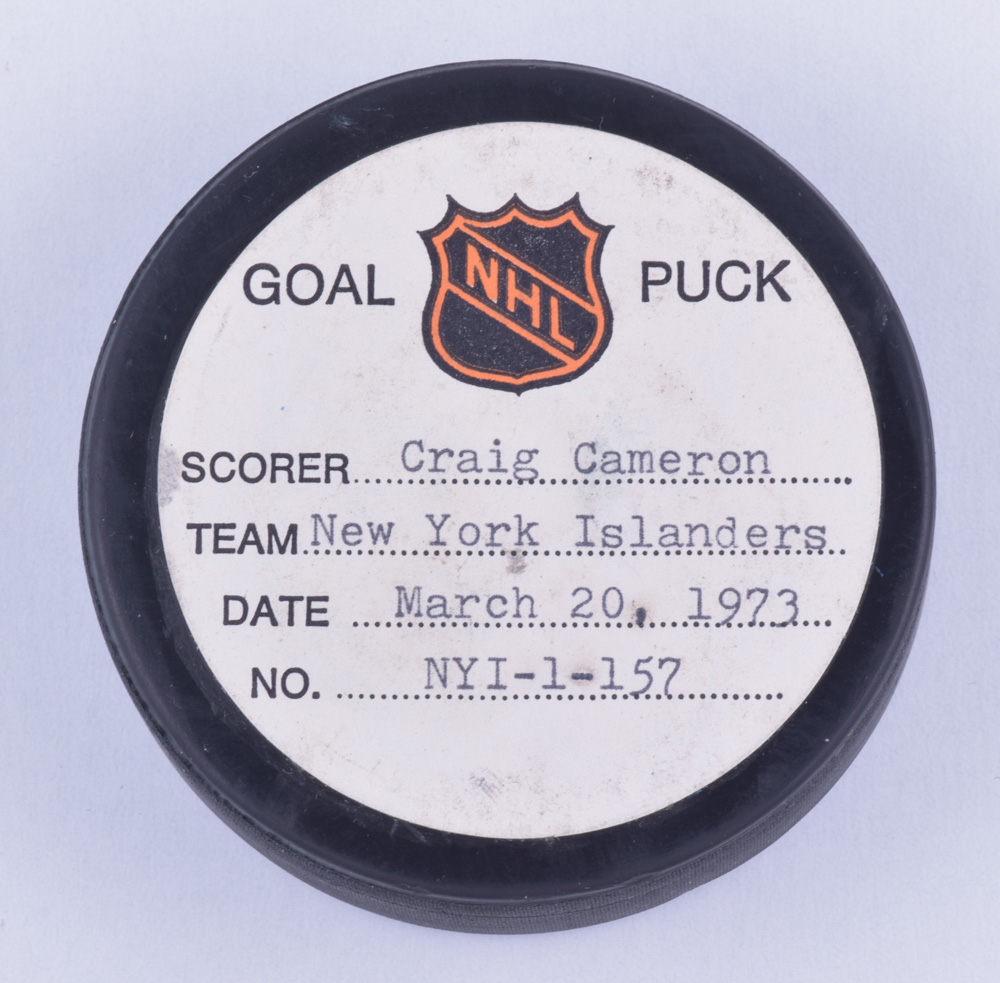 GOAL NHL PUCK
SCORER Craig Cameron
TEAM New York Islanders
DATE March 20, 1973
NO. NYI-1-157